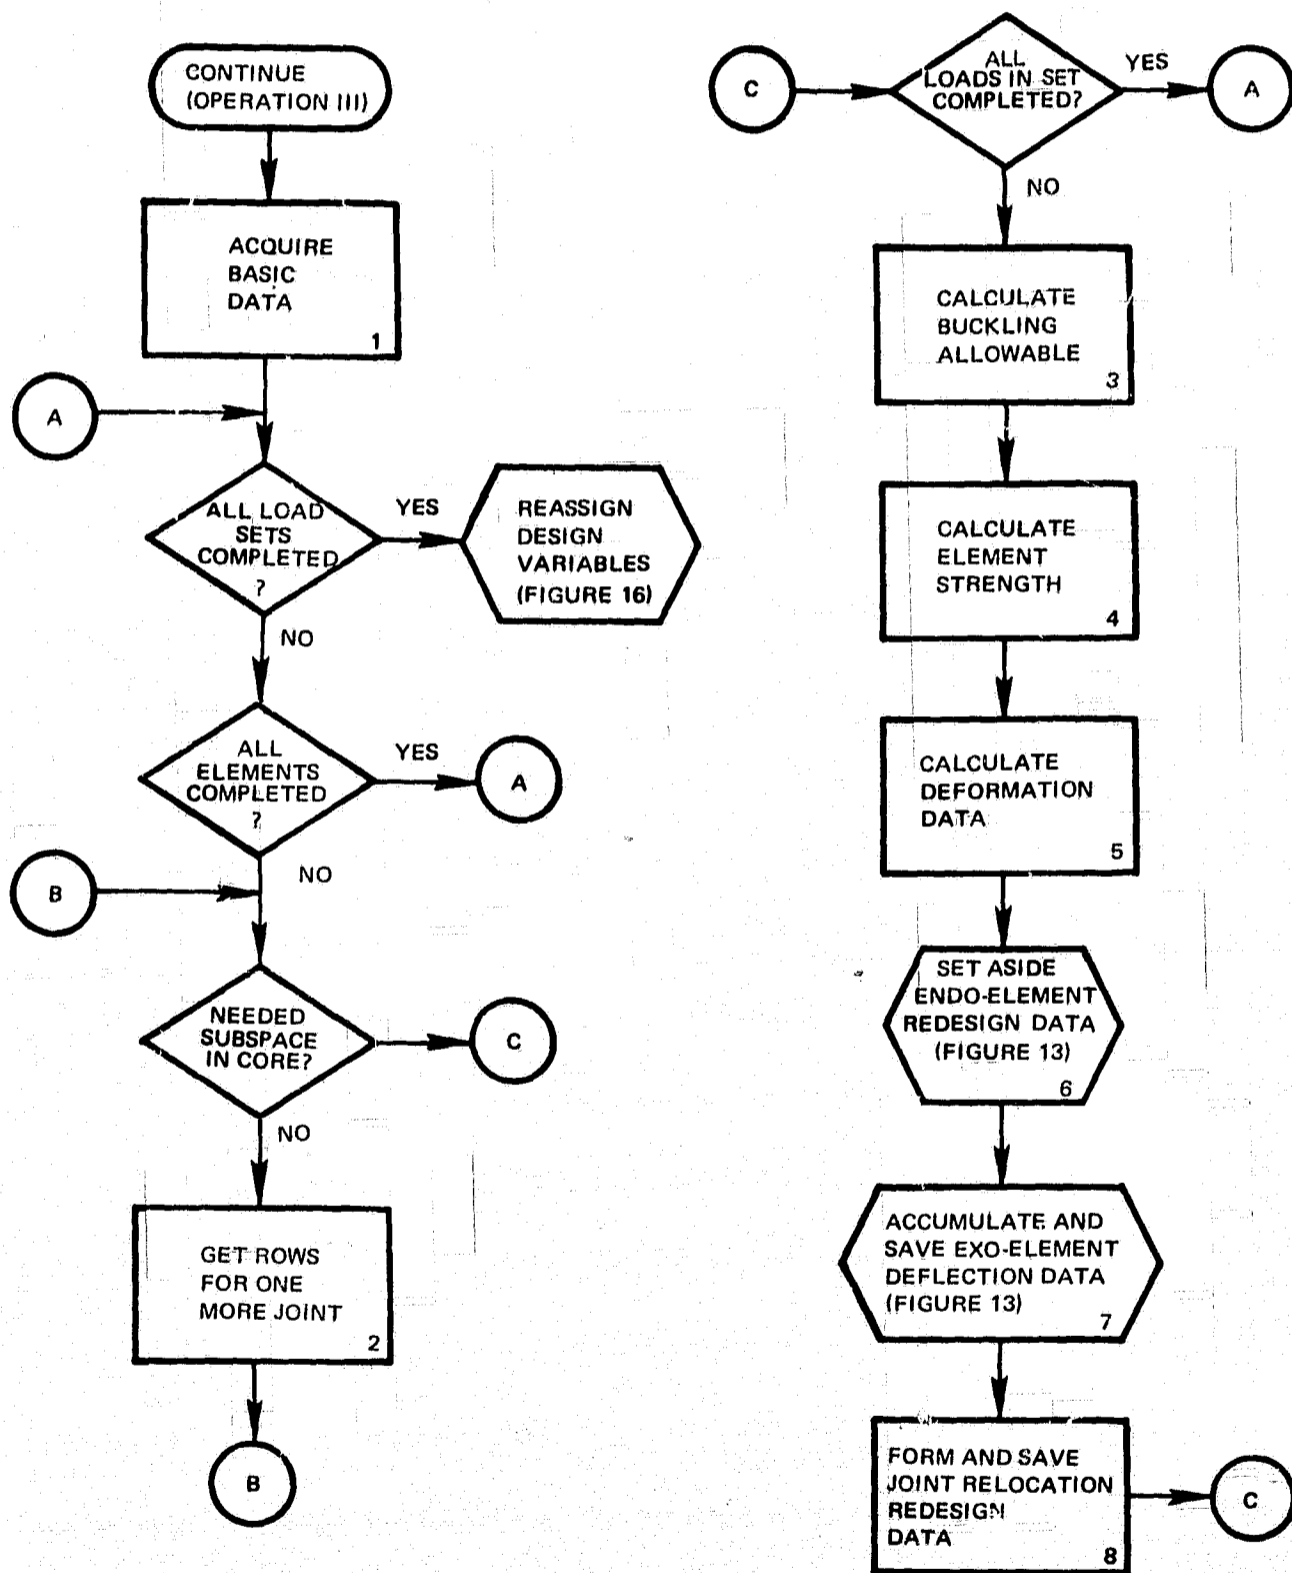 CONTINUE
(OPERATION III)
ACQUIRE
BASIC
DATA
1
A
ALL LOAD
SETS
COMPLETED
?
YES
REASSIGN
DESIGN
VARIABLES
(FIGURE 16)
NO
ALL
ELEMENTS
COMPLETED
?
YES
A
NO
B
NEEDED
SUBSPACE
IN CORE?
C
NO
GET ROWS
FOR ONE
MORE JOINT
2
B
C
ALL
LOADS IN SET
COMPLETED?
YES
A
NO
CALCULATE
BUCKLING
ALLOWABLE
3
CALCULATE
ELEMENT
STRENGTH
4
CALCULATE
DEFORMATION
DATA
5
SET ASIDE
ENDO-ELEMENT
REDESIGN DATA
(FIGURE 13)
6
ACCUMULATE AND
SAVE EXO-ELEMENT
DEFLECTION DATA
(FIGURE 13)
7
FORM AND SAVE
JOINT RELOCATION
REDESIGN
DATA
8
C